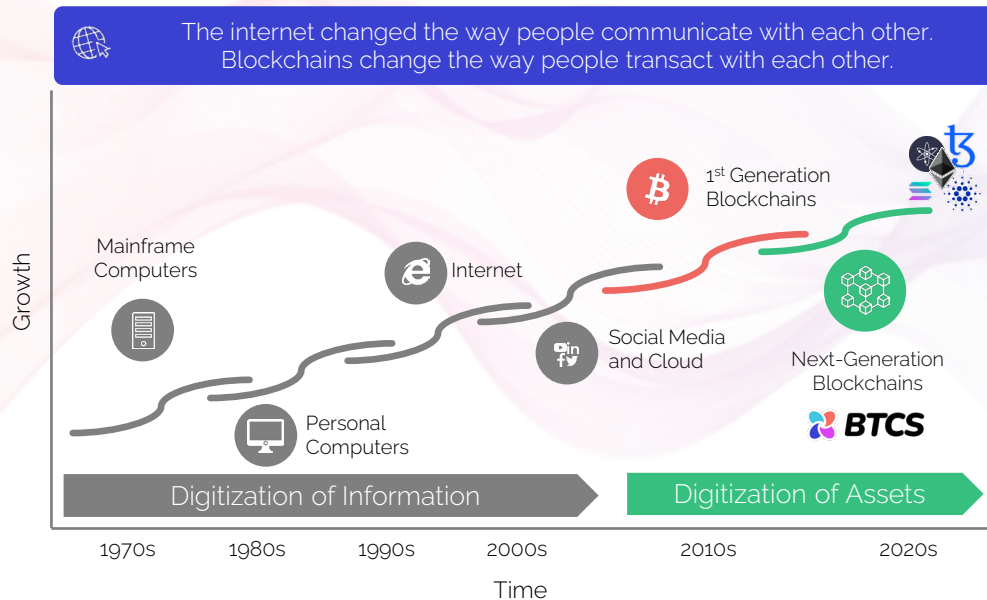 The internet changed the way people communicate with each other.
Blockchains change the way people transact with each other.
Growth
Mainframe
Computers
Personal
Computers
Internet
Social Media
and Cloud
1st Generation
Blockchains
Next-Generation
Blockchains
BTCS
Digitization of Information
Digitization of Assets
1970s
1980s
1990s
2000s
2010s
2020s
Time